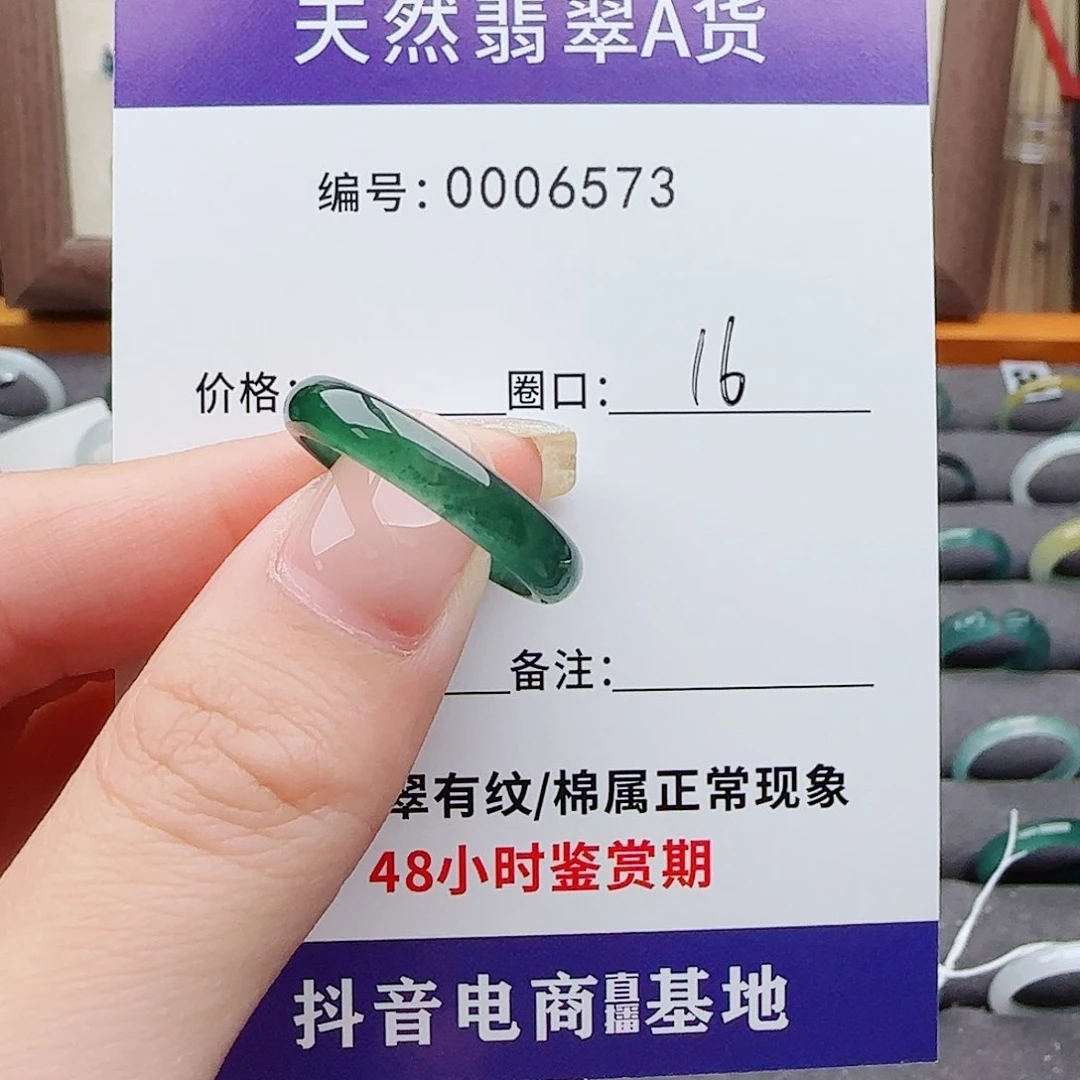 天然翡翠A货
编号：0006573
价格： 圈口：16
备注：
翠有纹/棉属正常现象
48小时鉴赏期
抖音电商直播基地